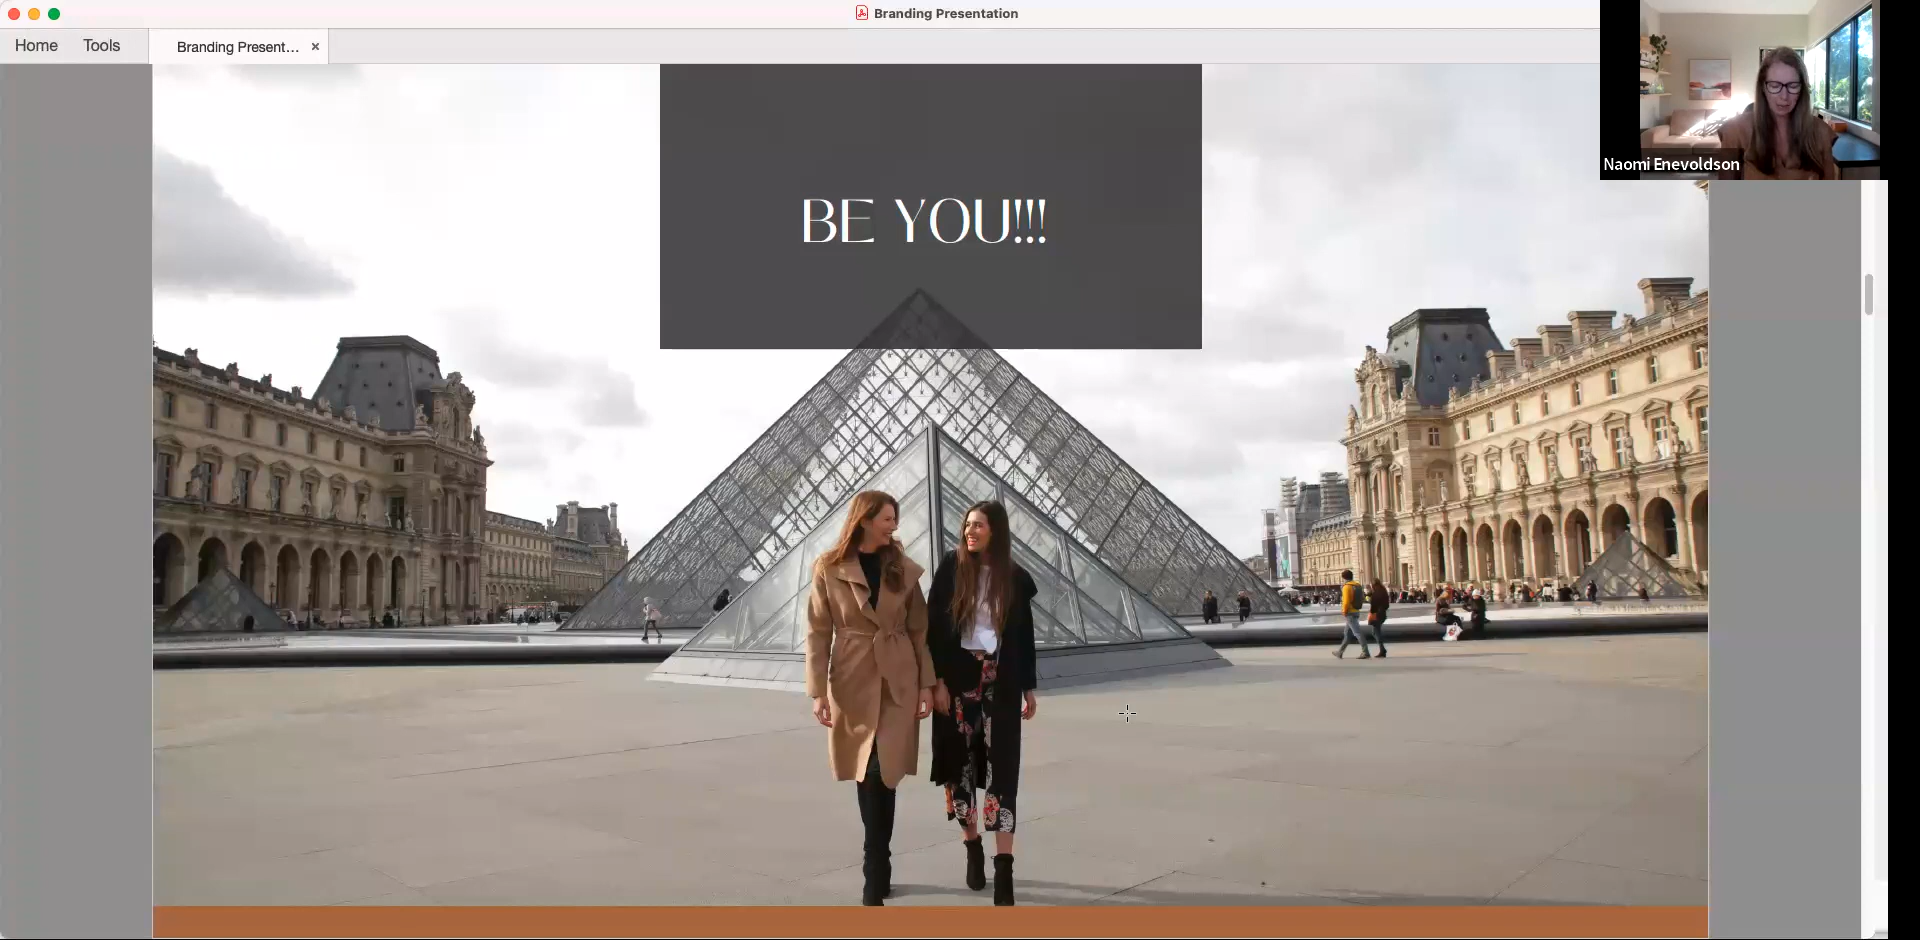 Branding Presentation
Home
Tools
Branding Present...
BE YOU!!!
Naomi Enevoldson